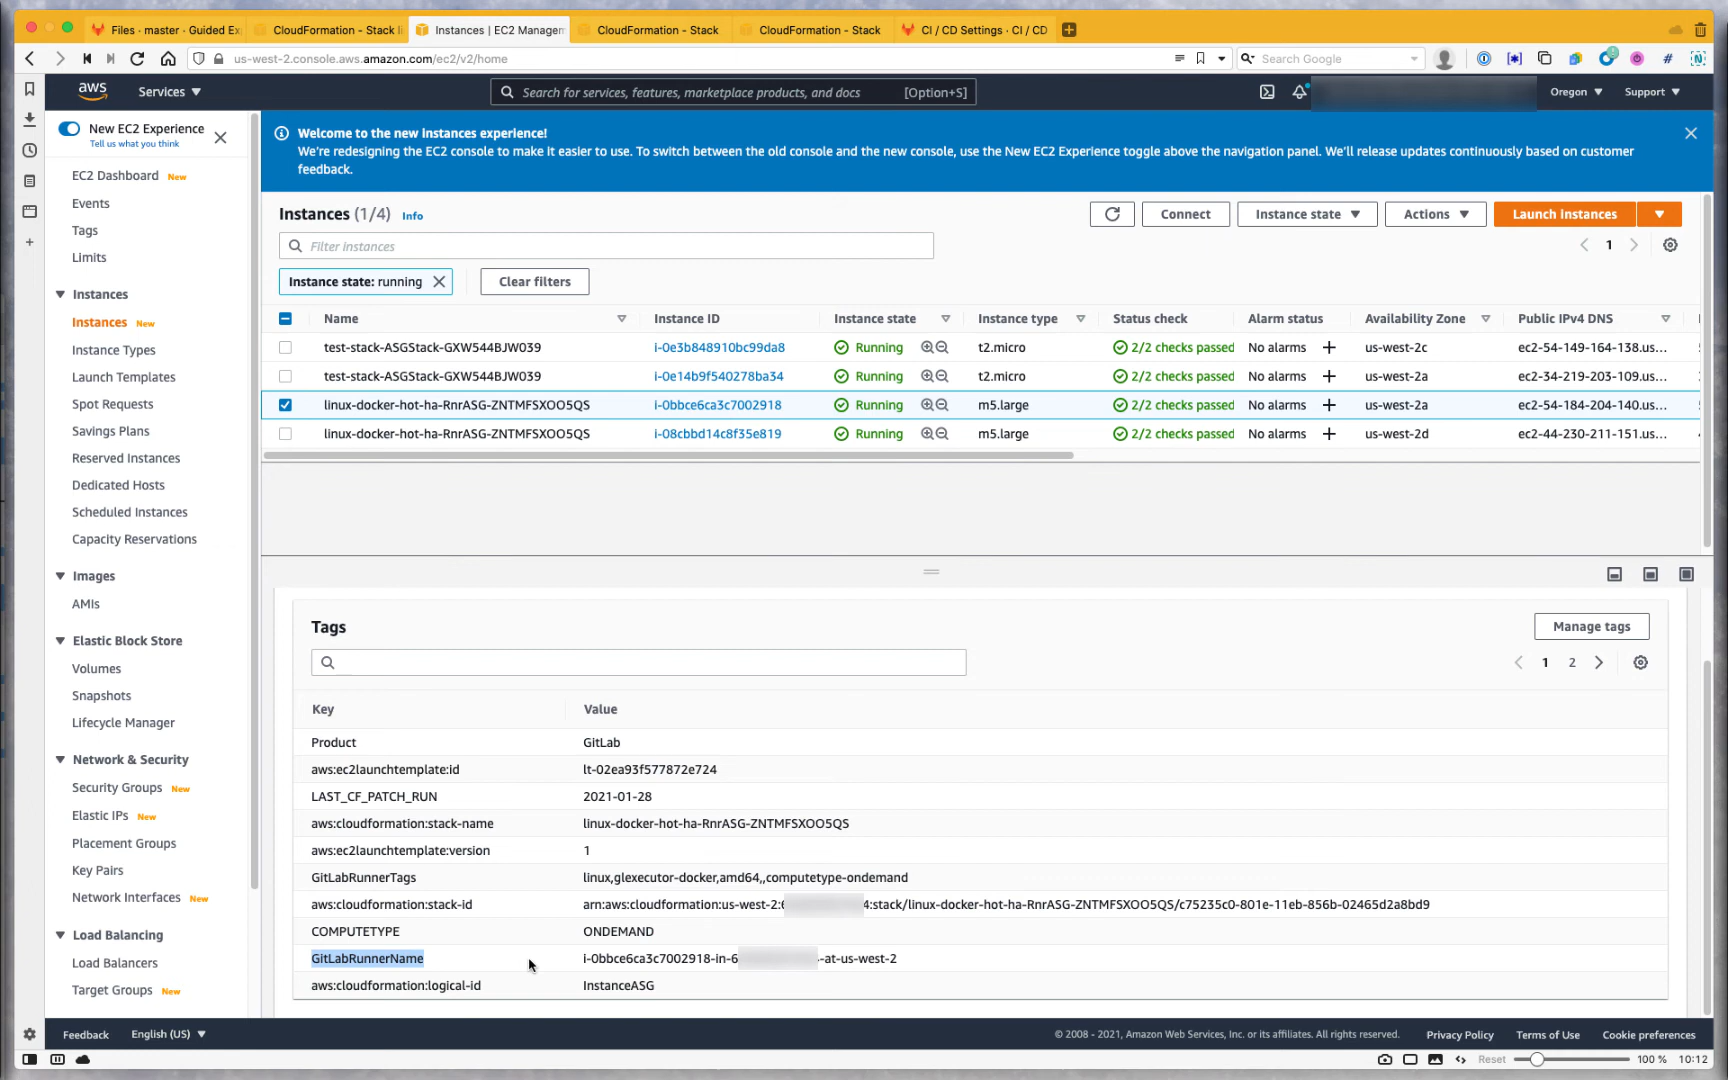 Files · master · Guided Ex
CloudFormation - Stack l
Instances | EC2 Managem
CloudFormation - Stack
CloudFormation - Stack
CI / CD Settings · CI / CD
us-west-2.console.aws.amazon.com/ec2/v2/home
Search Google
aws
Services
Search for services, features, marketplace products, and docs
[Option+S]
Oregon
Support
New EC2 Experience
Tell us what you think
EC2 Dashboard New
Events
Tags
Limits
Instances
Instances New
Instance Types
Launch Templates
Spot Requests
Savings Plans
Reserved Instances
Dedicated Hosts
Scheduled Instances
Capacity Reservations
Images
AMIs
Elastic Block Store
Volumes
Snapshots
Lifecycle Manager
Network & Security
Security Groups New
Elastic IPs New
Placement Groups
Key Pairs
Network Interfaces New
Load Balancing
Load Balancers
Target Groups New
Welcome to the new instances experience!
We're redesigning the EC2 console to make it easier to use. To switch between the old console and the new console, use the New EC2 Experience toggle above the navigation panel. We'll release updates continuously based on customer
feedback.
Instances (1/4) Info
Connect
Instance state
Actions
Launch instances
Filter instances
1
Instance state: running
Clear filters
Name Instance ID Instance state Instance type Status check Alarm status Availability Zone Public IPv4 DNS
test-stack-ASGStack-GXW544BJW039 i-0e3b848910bc99da8 Running t2.micro 2/2 checks passed No alarms us-west-2c ec2-54-149-164-138.us...
test-stack-ASGStack-GXW544BJW039 i-0e14b9f540278ba34 Running t2.micro 2/2 checks passed No alarms us-west-2a ec2-34-219-203-109.us...
linux-docker-hot-ha-RnrASG-ZNTMFSXOO5QS i-0bbce6ca3c7002918 Running m5.large 2/2 checks passed No alarms us-west-2a ec2-54-184-204-140.us...
linux-docker-hot-ha-RnrASG-ZNTMFSXOO5QS i-08cbbd14c8f35e819 Running m5.large 2/2 checks passed No alarms us-west-2d ec2-44-230-211-151.us...
Tags
Manage tags
1 2
Key Value
Product GitLab
aws:ec2launchtemplate:id lt-02ea93f577872e724
LAST_CF_PATCH_RUN 2021-01-28
aws:cloudformation:stack-name linux-docker-hot-ha-RnrASG-ZNTMFSXOO5QS
aws:ec2launchtemplate:version 1
GitLabRunnerTags linux,glexecutor-docker,amd64,,computetype-ondemand
aws:cloudformation:stack-id arn:aws:cloudformation:us-west-2:6 4:stack/linux-docker-hot-ha-RnrASG-ZNTMFSXOO5QS/c75235c0-801e-11eb-856b-02465d2a8bd9
COMPUTETYPE ONDEMAND
GitLabRunnerName i-0bbce6ca3c7002918-in-6 -at-us-west-2
aws:cloudformation:logical-id InstanceASG
Feedback
English (US)
© 2008 - 2021, Amazon Web Services, Inc. or its affiliates. All rights reserved.
Privacy Policy
Terms of Use
Cookie preferences
Reset
100 %
10:12